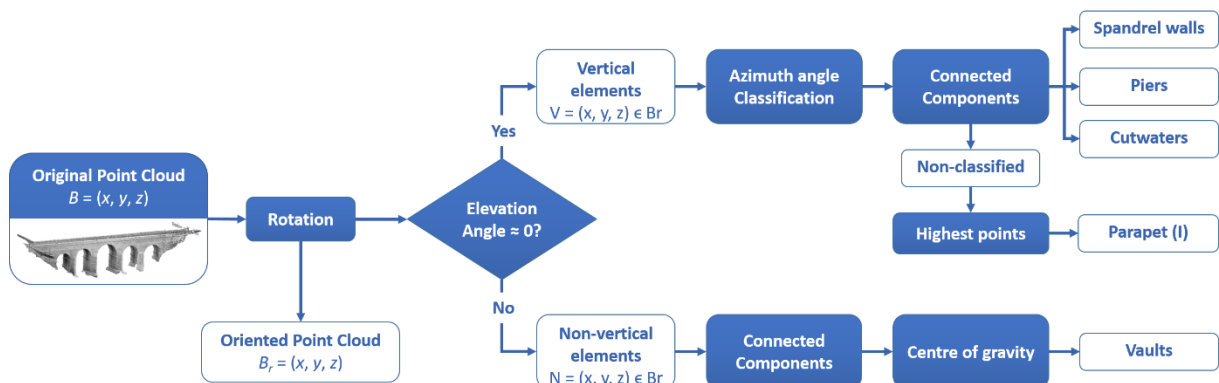 Original Point Cloud
B = (x, y, z)
Rotation
Oriented Point Cloud
Bᵣ = (x, y, z)
Elevation
Angle ≈ 0?
Yes
Vertical
elements
V = (x, y, z) ϵ Br
Azimuth angle
Classification
Connected
Components
Spandrel walls
Piers
Cutwaters
Non-classified
Highest points
Parapet (I)
No
Non-vertical
elements
N = (x, y, z) ϵ Br
Connected
Components
Centre of gravity
Vaults